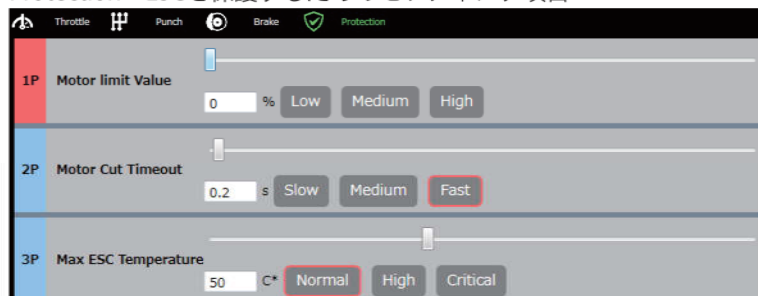 Throttle Punch Brake Protection
1P Motor limit Value
0 % Low Medium High
2P Motor Cut Timeout
0.2 s Slow Medium Fast
3P Max ESC Temperature
50 C* Normal High Critical